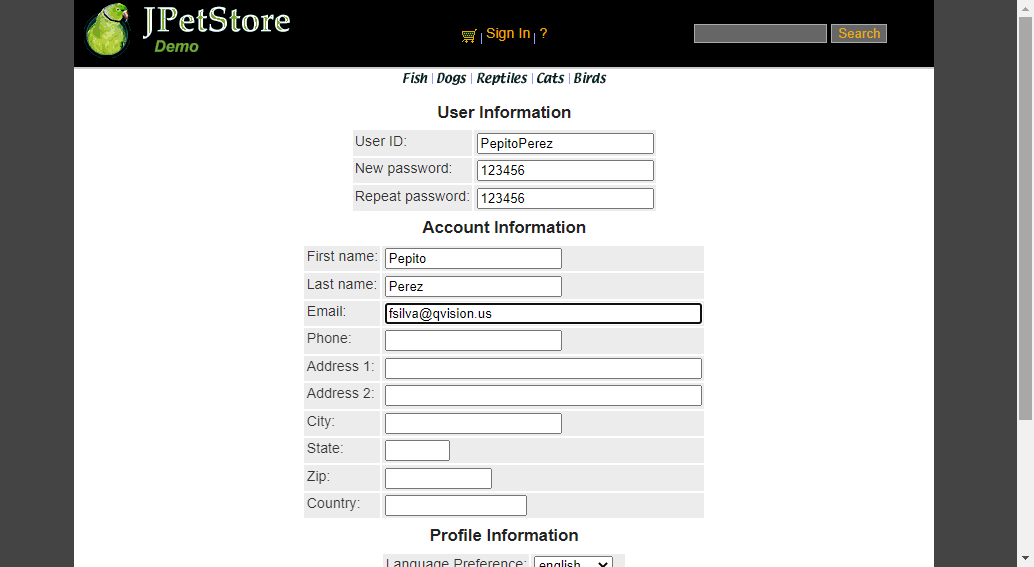 JPetStore
Demo
Sign In ?
Search
Fish Dogs Reptiles Cats Birds
User Information
User ID: PepitoPerez
New password: 123456
Repeat password: 123456
Account Information
First name: Pepito
Last name: Perez
Email: fsilva@qvision.us
Phone:
Address 1:
Address 2:
City:
State:
Zip:
Country:
Profile Information
Language Preference: english